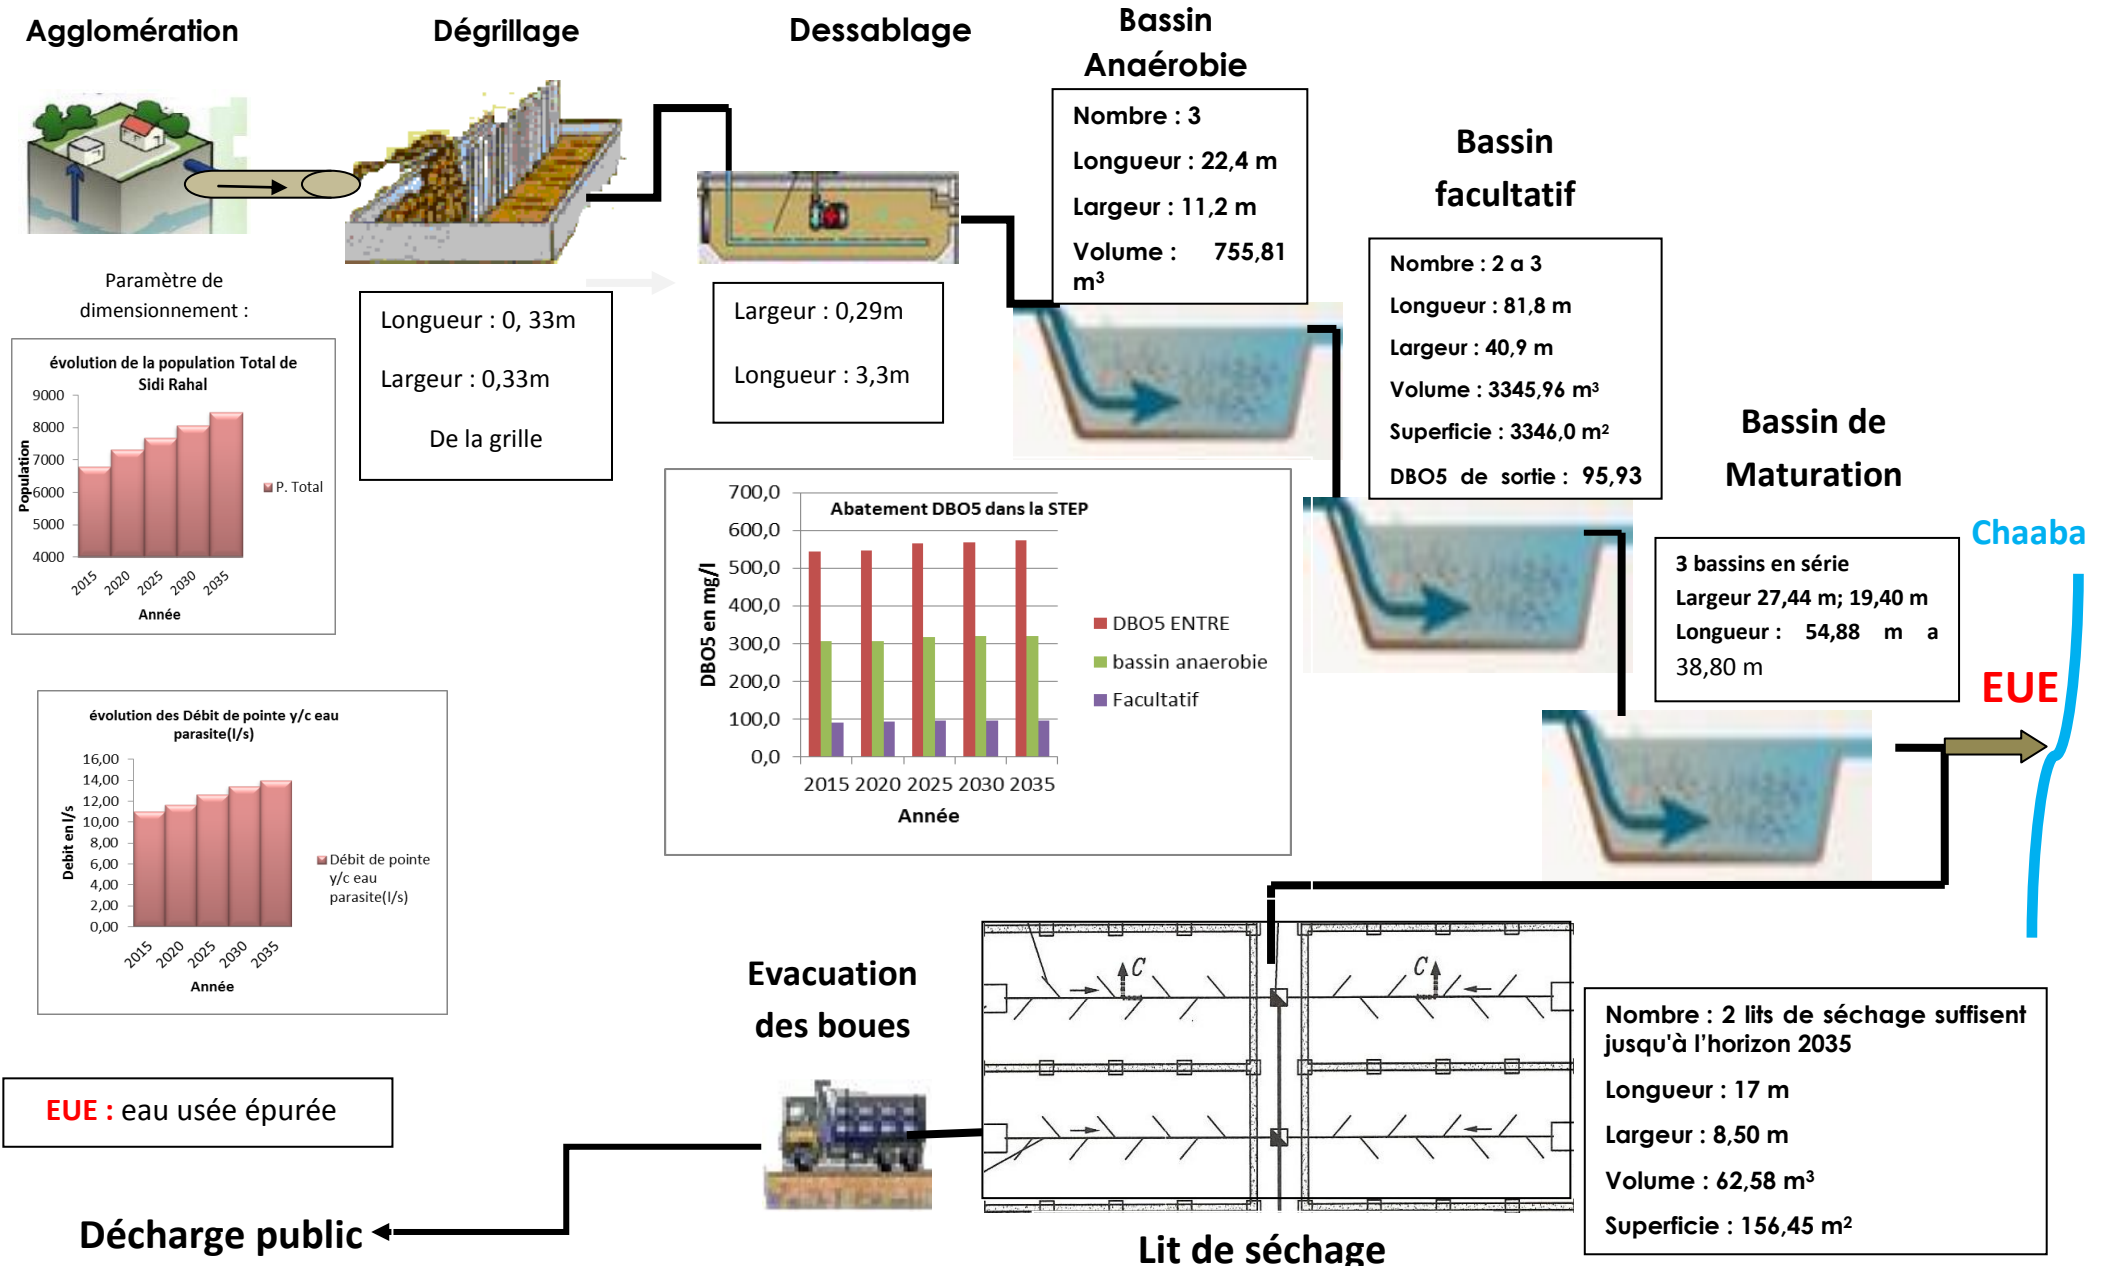 Agglomération
Dégrillage
Dessablage
Bassin
Anaérobie
Nombre : 3
Longueur : 22,4 m
Largeur : 11,2 m
Volume : 755,81
m³
Bassin
facultatif
Nombre : 2 a 3
Longueur : 81,8 m
Largeur : 40,9 m
Volume : 3345,96 m³
Superficie : 3346,0 m²
DBO5 de sortie : 95,93
Bassin de
Maturation
3 bassins en série
Largeur 27,44 m; 19,40 m
Longueur : 54,88 m a
38,80 m
Chaaba
EUE
Paramètre de
dimensionnement :
Longueur : 0, 33m
Largeur : 0,33m
De la grille
Largeur : 0,29m
Longueur : 3,3m
évolution de la population Total de
Sidi Rahal
9000
8000
7000
6000
5000
4000
Population
2015
2020
2025
2030
2035
Année
P. Total
Abatement DBO5 dans la STEP
700,0
600,0
500,0
400,0
300,0
200,0
100,0
0,0
DBO5 en mg/l
2015 2020 2025 2030 2035
Année
DBO5 ENTRE
bassin anaerobie
Facultatif
évolution des Débit de pointe y/c eau
parasite(l/s)
16,00
14,00
12,00
10,00
8,00
6,00
4,00
2,00
0,00
Debit en l/s
2015
2020
2025
2030
2035
Année
Débit de pointe
y/c eau
parasite(l/s)
Evacuation
des boues
C
C
Nombre : 2 lits de séchage suffisent
jusqu'à l'horizon 2035
Longueur : 17 m
Largeur : 8,50 m
Volume : 62,58 m³
Superficie : 156,45 m²
EUE : eau usée épurée
Décharge public
Lit de séchage